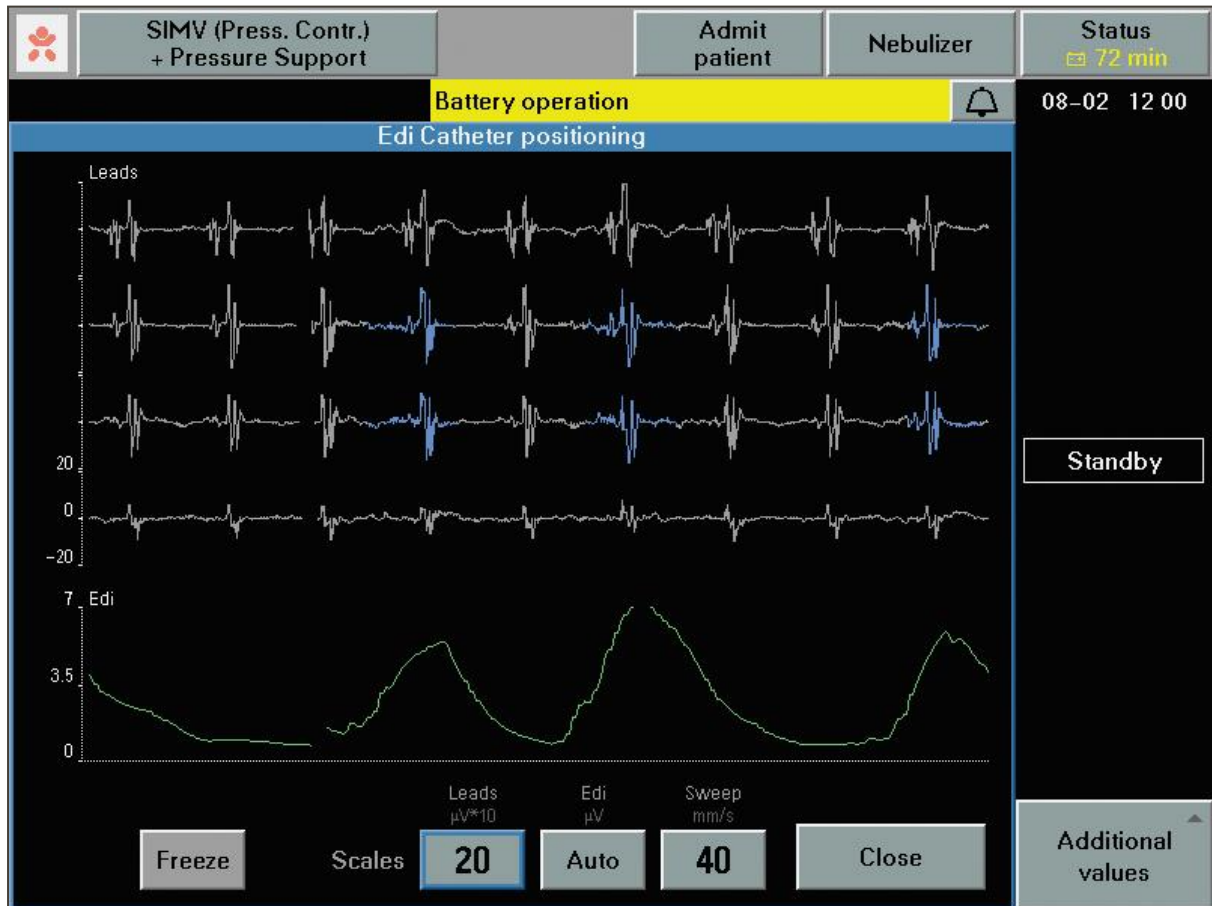 SIMV (Press. Contr.)
+ Pressure Support
Admit
patient
Nebulizer
Status
72 min
Battery operation
08-02 12 00
Edi Catheter positioning
Leads
20
0
-20
7
Edi
3.5
0
Standby
Leads
µV*10
Edi
µV
Sweep
mm/s
Freeze
Scales
20
Auto
40
Close
Additional
values